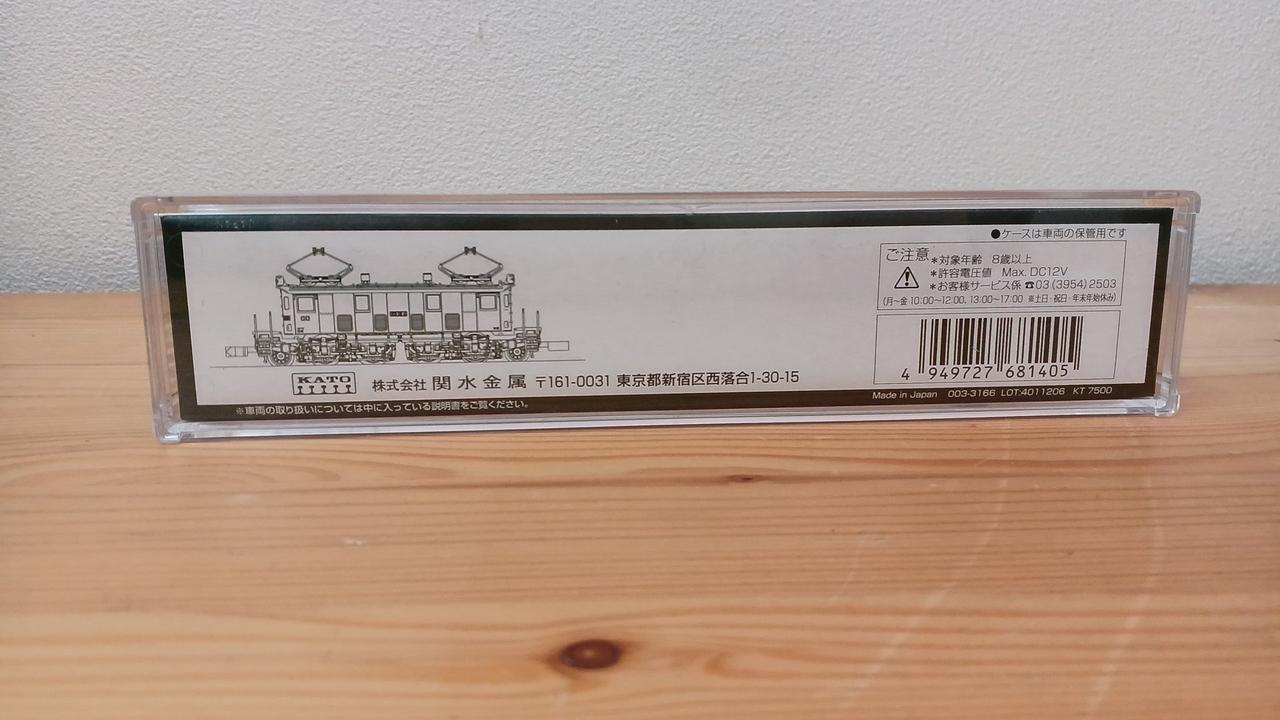 ●ケースは車両の保管用です
ご注意
*対象年齢 8歳以上
*許容電圧値 Max. DC12V
*お客様サービス係 ☎03(3954)2503
(月〜金 10:00〜12:00、13:00〜17:00 ※土日・祝日・年末年始休み)
4 949727 681405
KATO 株式会社 関水金属 〒161-0031 東京都新宿区西落合1-30-15
Made in Japan 003-3166 LOT:4011206 KT 7500
※車両の取り扱いについては中に入っている説明書をご覧ください。